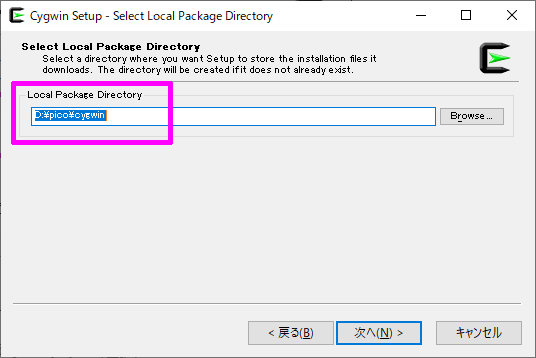 Cygwin Setup - Select Local Package Directory
Select Local Package Directory
Select a directory where you want Setup to store the installation files it
downloads. The directory will be created if it does not already exist.
Local Package Directory
D:¥pico¥cygwin
Browse...
< 戻る(B)
次へ(N) >
キャンセル